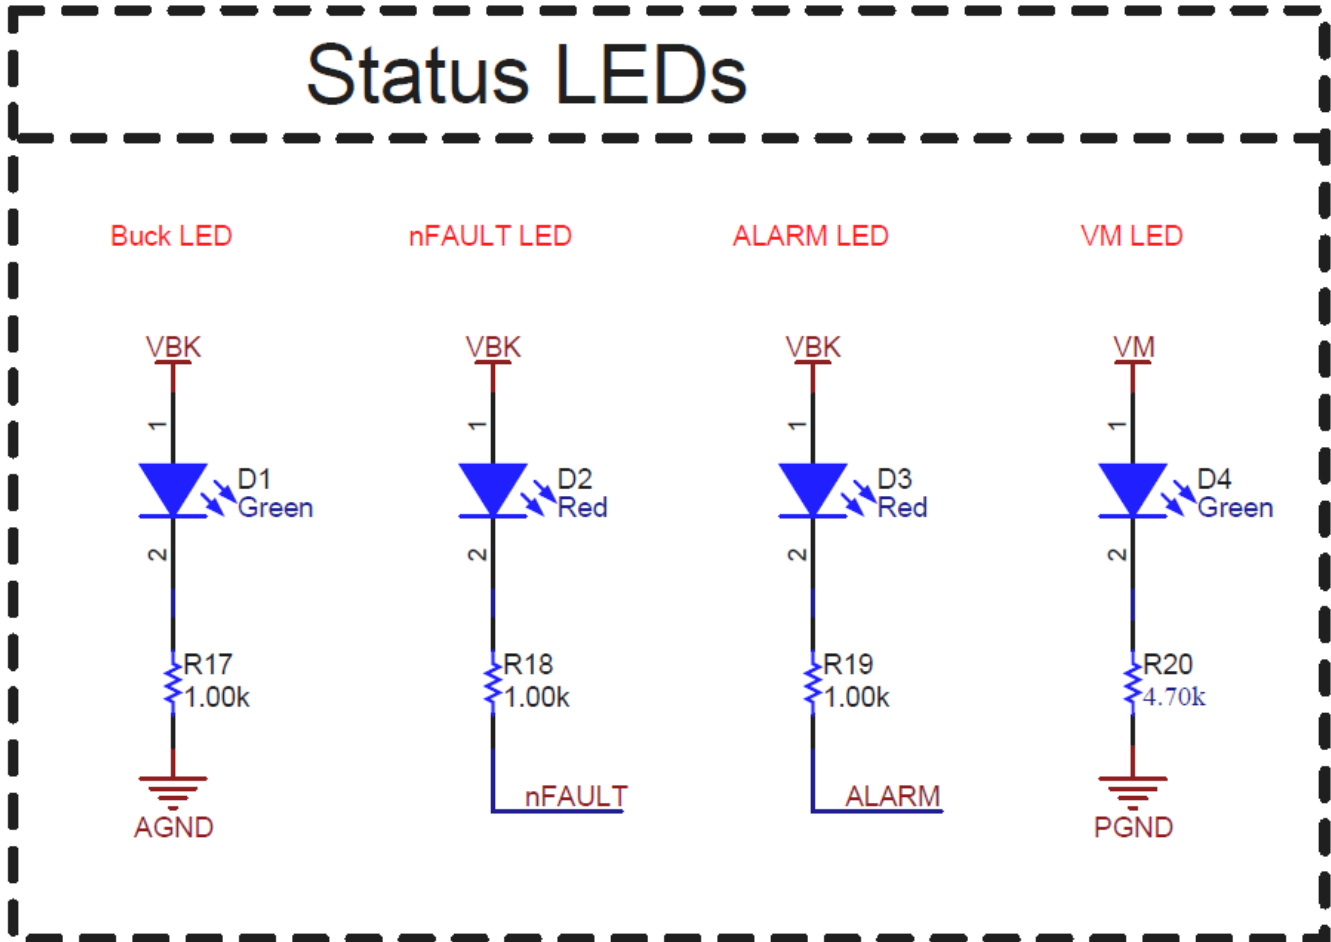 Status LEDs
Buck LED
nFAULT LED
ALARM LED
VM LED
VBK
VBK
VBK
VM
1
1
1
1
D1
Green
D2
Red
D3
Red
D4
Green
2
2
2
2
R17
1.00k
R18
1.00k
R19
1.00k
R20
4.70k
nFAULT
ALARM
AGND
PGND